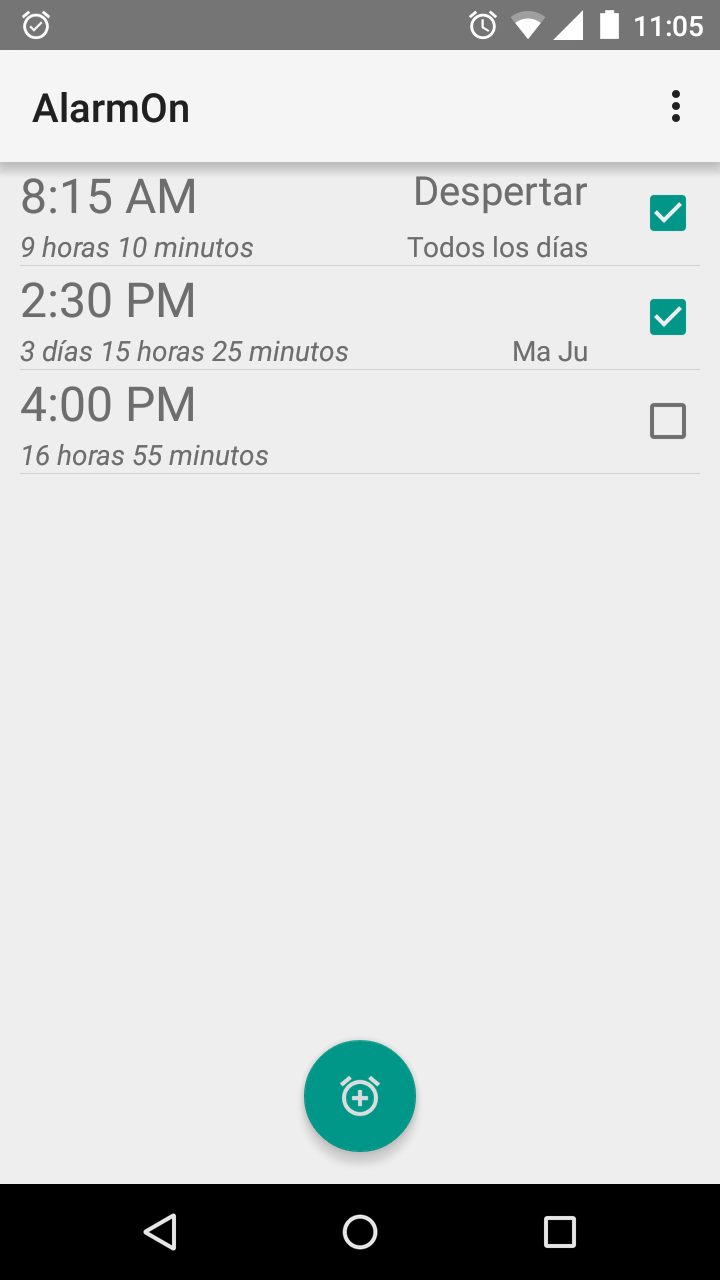 11:05
AlarmOn
8:15 AM Despertar
9 horas 10 minutos Todos los días
2:30 PM
3 días 15 horas 25 minutos Ma Ju
4:00 PM
16 horas 55 minutos